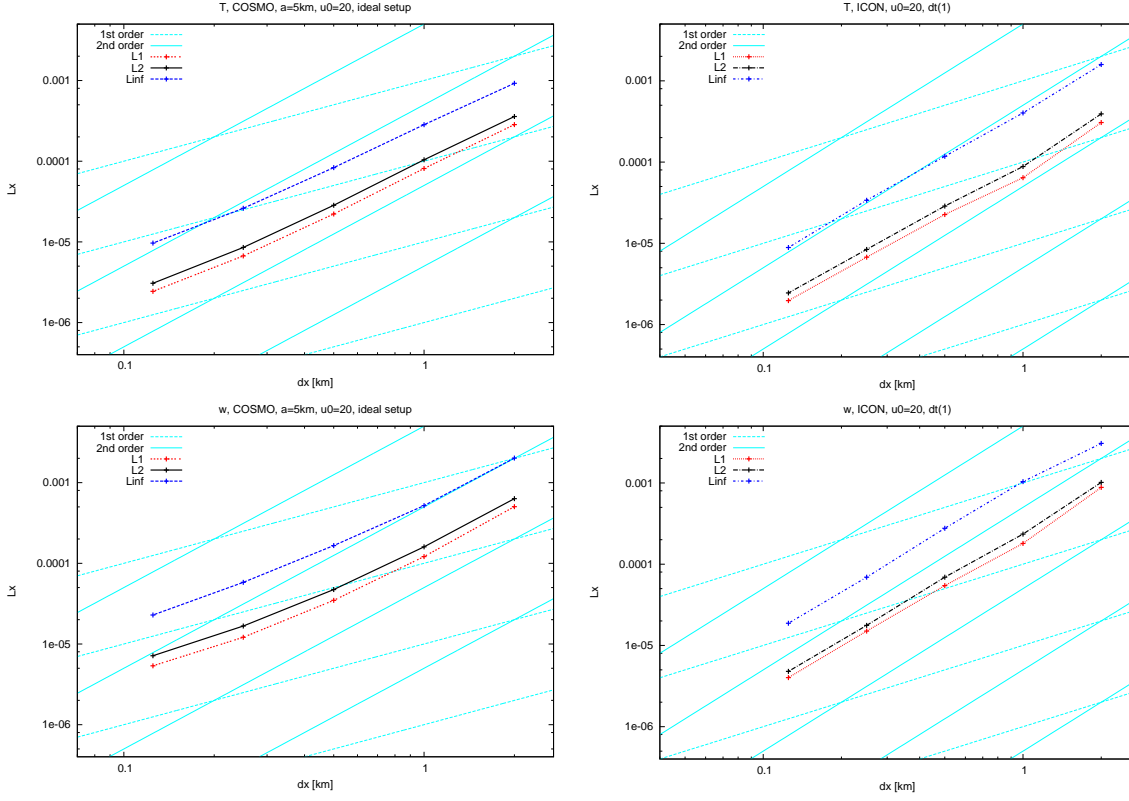 T, COSMO, a=5km, u0=20, ideal setup
1st order
2nd order
L1
L2
Linf
0.001
0.0001
1e-05
1e-06
Lx
0.1
1
dx [km]
T, ICON, u0=20, dt(1)
1st order
2nd order
L1
L2
Linf
0.001
0.0001
1e-05
1e-06
Lx
0.1
1
dx [km]
w, COSMO, a=5km, u0=20, ideal setup
1st order
2nd order
L1
L2
Linf
0.001
0.0001
1e-05
1e-06
Lx
0.1
1
dx [km]
w, ICON, u0=20, dt(1)
1st order
2nd order
L1
L2
Linf
0.001
0.0001
1e-05
1e-06
Lx
0.1
1
dx [km]